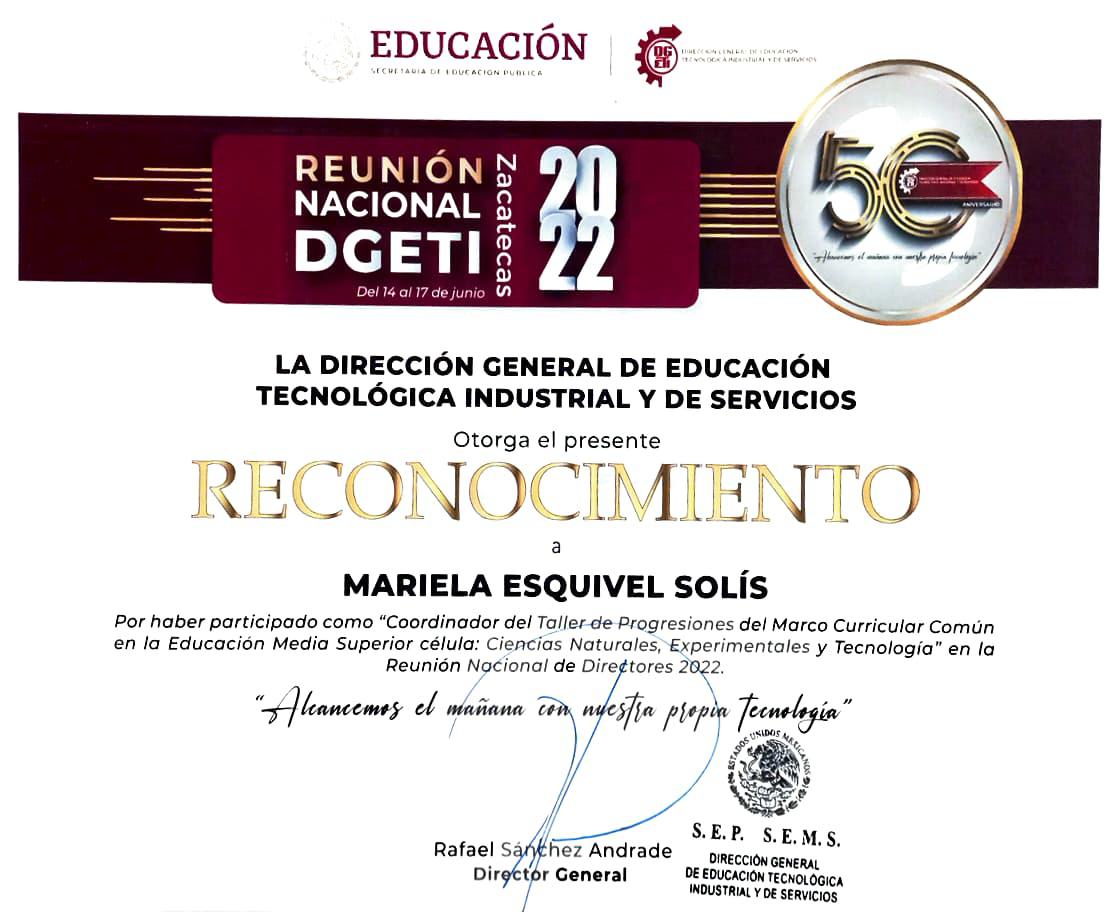 EDUCACIÓN
SECRETARÍA DE EDUCACIÓN PÚBLICA
DGETI
DIRECCIÓN GENERAL DE EDUCACIÓN
TECNOLÓGICA INDUSTRIAL Y DE SERVICIOS
REUNIÓN
NACIONAL
DGETI
Del 14 al 17 de junio
Zacatecas
20
22
50
ANIVERSARIO
"Alcancemos el mañana con nuestra propia tecnología"
LA DIRECCIÓN GENERAL DE EDUCACIÓN
TECNOLÓGICA INDUSTRIAL Y DE SERVICIOS
Otorga el presente
RECONOCIMIENTO
a
MARIELA ESQUIVEL SOLÍS
Por haber participado como “Coordinador del Taller de Progresiones del Marco Curricular Común
en la Educación Media Superior célula: Ciencias Naturales, Experimentales y Tecnología” en la
Reunión Nacional de Directores 2022.
“Alcancemos el mañana con nuestra propia Tecnología”
ESTADOS UNIDOS MEXICANOS
S. E. P. S. E. M. S.
DIRECCIÓN GENERAL
DE EDUCACIÓN TECNOLÓGICA
INDUSTRIAL Y DE SERVICIOS
Rafael Sánchez Andrade
Director General